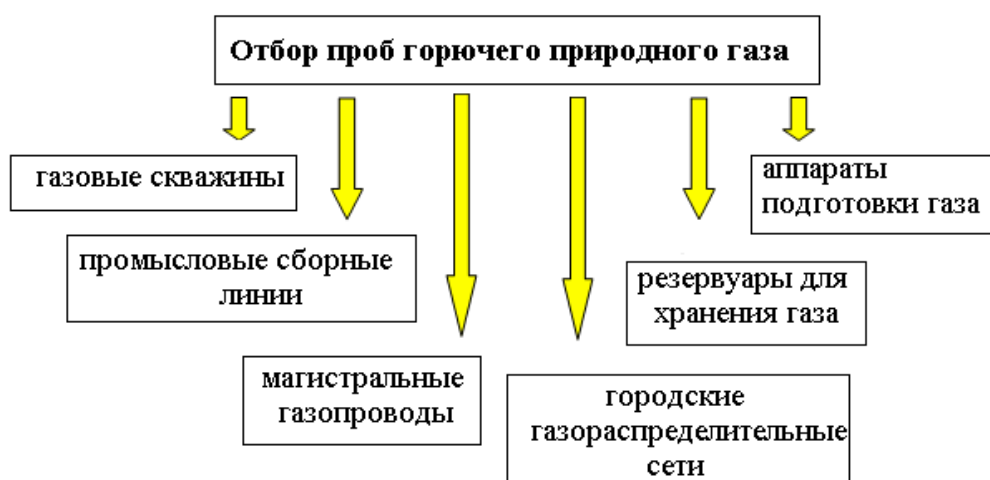 Отбор проб горючего природного газа
газовые скважины
промысловые сборные
линии
магистральные
газопроводы
городские
газораспределительные
сети
резервуары для
хранения газа
аппараты
подготовки газа